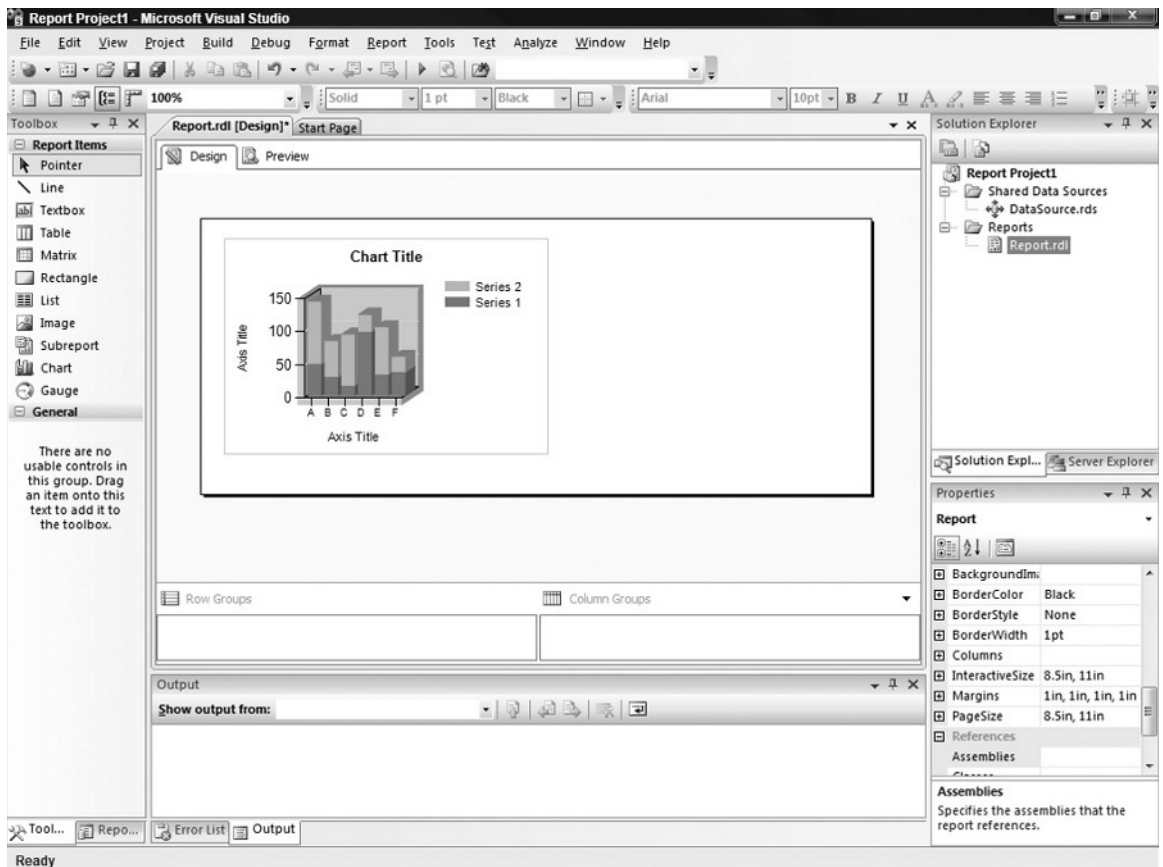 Report Project1 - Microsoft Visual Studio
File Edit View Project Build Debug Format Report Tools Test Analyze Window Help
100% Solid 1 pt Black Arial 10pt B I U A
Toolbox
Report Items
Pointer
Line
ab| Textbox
Table
Matrix
Rectangle
List
Image
Subreport
Chart
Gauge
General
There are no
usable controls in
this group. Drag
an item onto this
text to add it to
the toolbox.
Tool... Repo...
Report.rdl [Design]* Start Page
Design Preview
Chart Title
Series 2
Series 1
Axis Title
150
100
50
0
A B C D E F
Axis Title
Row Groups Column Groups
Output
Show output from:
Error List Output
Solution Explorer
Report Project1
Shared Data Sources
DataSource.rds
Reports
Report.rdl
Solution Expl... Server Explorer
Properties
Report
BackgroundIma
BorderColor Black
BorderStyle None
BorderWidth 1pt
Columns
InteractiveSize 8.5in, 11in
Margins 1in, 1in, 1in, 1in
PageSize 8.5in, 11in
References
Assemblies
Assemblies
Specifies the assemblies that the
report references.
Ready